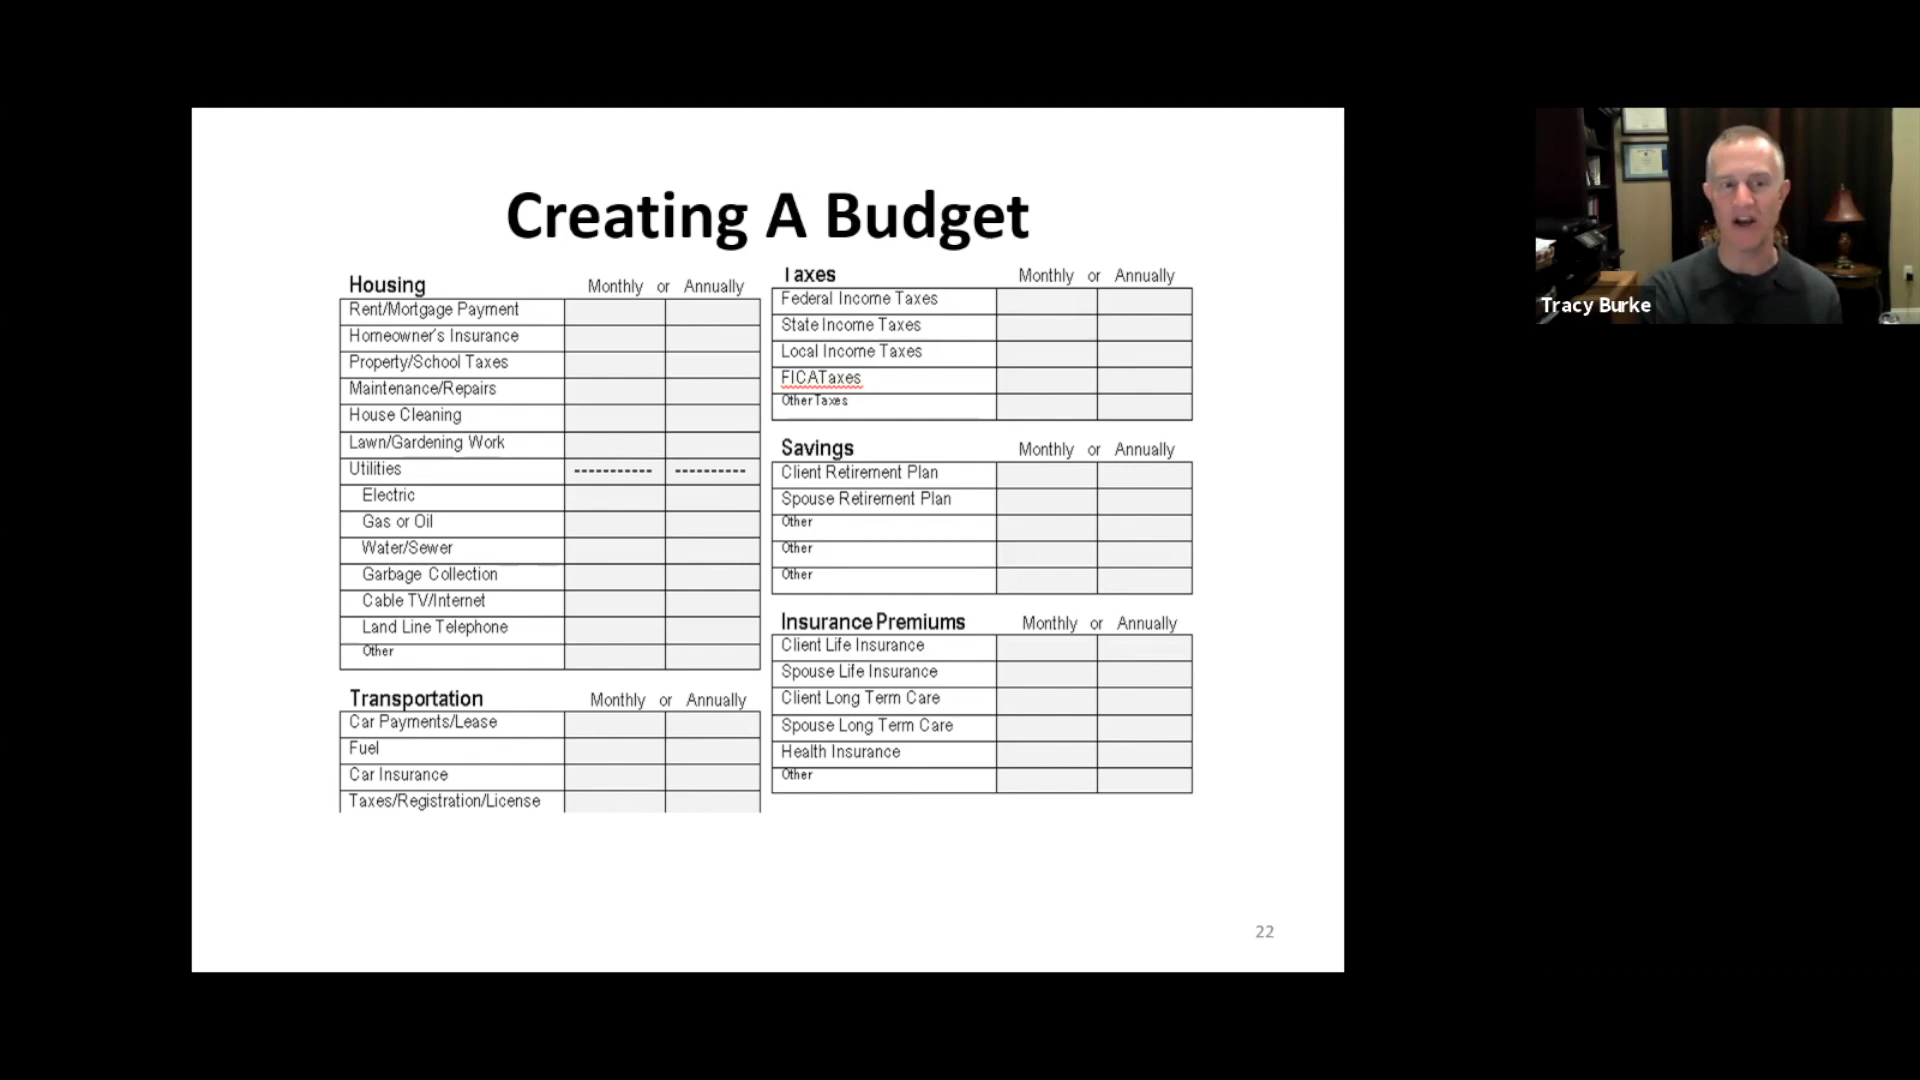 Creating A Budget
Housing Monthly or Annually
Rent/Mortgage Payment
Homeowner's Insurance
Property/School Taxes
Maintenance/Repairs
House Cleaning
Lawn/Gardening Work
Utilities ----------- ----------
Electric
Gas or Oil
Water/Sewer
Garbage Collection
Cable TV/Internet
Land Line Telephone
Other
Transportation Monthly or Annually
Car Payments/Lease
Fuel
Car Insurance
Taxes/Registration/License
Taxes Monthly or Annually
Federal Income Taxes
State Income Taxes
Local Income Taxes
FICATaxes
Other Taxes
Savings Monthly or Annually
Client Retirement Plan
Spouse Retirement Plan
Other
Other
Other
Insurance Premiums Monthly or Annually
Client Life Insurance
Spouse Life Insurance
Client Long Term Care
Spouse Long Term Care
Health Insurance
Other
22
Tracy Burke